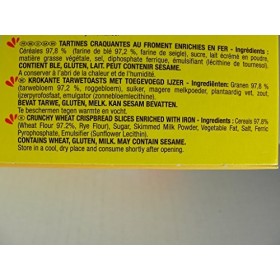 TARTINES CRAQUANTES AU FROMENT ENRICHIES EN FER - Ingrédients :
Céréales 97,8 % (farine de blé 97,2 %, farine de seigle), sucre, lait écrémé en poudre,
matière grasse végétale, sel, diphosphate ferrique, émulsifiant (lécithine de tournesol).
CONTIENT BLÉ, GLUTEN, LAIT. PEUT CONTENIR SÉSAME.
A conserver à l'abri de la chaleur et de l'humidité.
KROKANTE TARWETOASTS MET TOEGEVOEGD IJZER - Ingrediënten: Granen 97,8 %
(tarwebloem 97,2 %, roggebloem), suiker, magere melkpoeder, plantaardig vet, zout,
ijzerpyrofosfaat, emulgator (zonnebloemlecithine).
BEVAT TARWE, GLUTEN, MELK. KAN SESAM BEVATTEN.
Te beschermen tegen warmte en vocht.
CRUNCHY WHEAT CRISPBREAD SLICES ENRICHED WITH IRON - Ingredients: Cereals 97,8%
(Wheat Flour 97.2%, Rye Flour), Sugar, Skimmed Milk Powder, Vegetable Fat, Salt, Ferric
Pyrophosphate, Emulsifier (Sunflower Lecithin).
CONTAINS WHEAT, GLUTEN, MILK. MAY CONTAIN SESAME.
Store in a cool, dry place and consume shortly after opening.